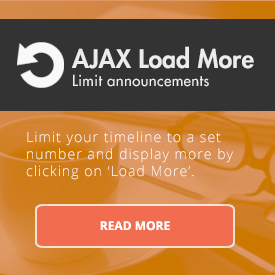 AJAX Load More
Limit announcements
Limit your timeline to a set
number and display more by
clicking on 'Load More'.
READ MORE